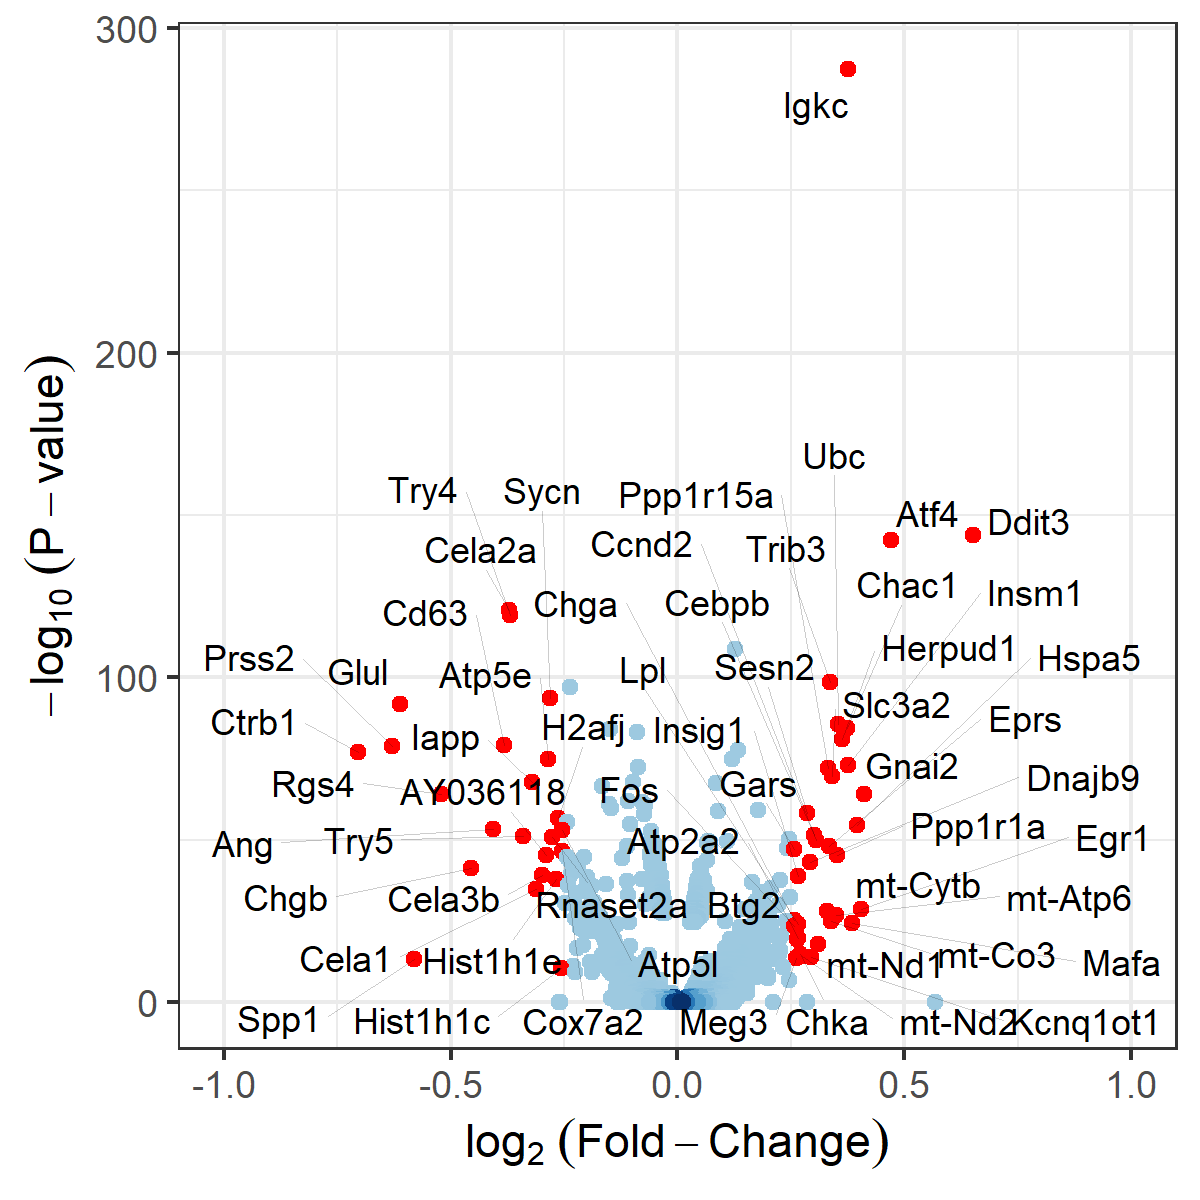 300
Igkc
200
Ubc
Try4
Sycn
Ppp1r15a
Atf4
Ddit3
Ccnd2
Trib3
Cela2a
Chac1
Insm1
Cd63
Chga
Cebpb
Herpud1
Hspa5
Prss2
Glul
Atp5e
Lpl
Sesn2
100
Slc3a2
Eprs
Ctrb1
Iapp
H2afj
Insig1
Gnai2
Dnajb9
Rgs4
AY036118
Fos
Gars
Ang
Try5
Atp2a2
Ppp1r1a
Egr1
Chgb
Cela3b
Rnaset2a
Btg2
mt-Cytb
mt-Atp6
Cela1
Hist1h1e
Atp5l
mt-Nd1
mt-Co3
Mafa
0
Spp1
Hist1h1c
Cox7a2
Meg3
Chka
mt-Nd2
Kcnq1ot1
-1.0 -0.5 0.0 0.5 1.0
log2 (Fold − Change)
−log10 (P − value)